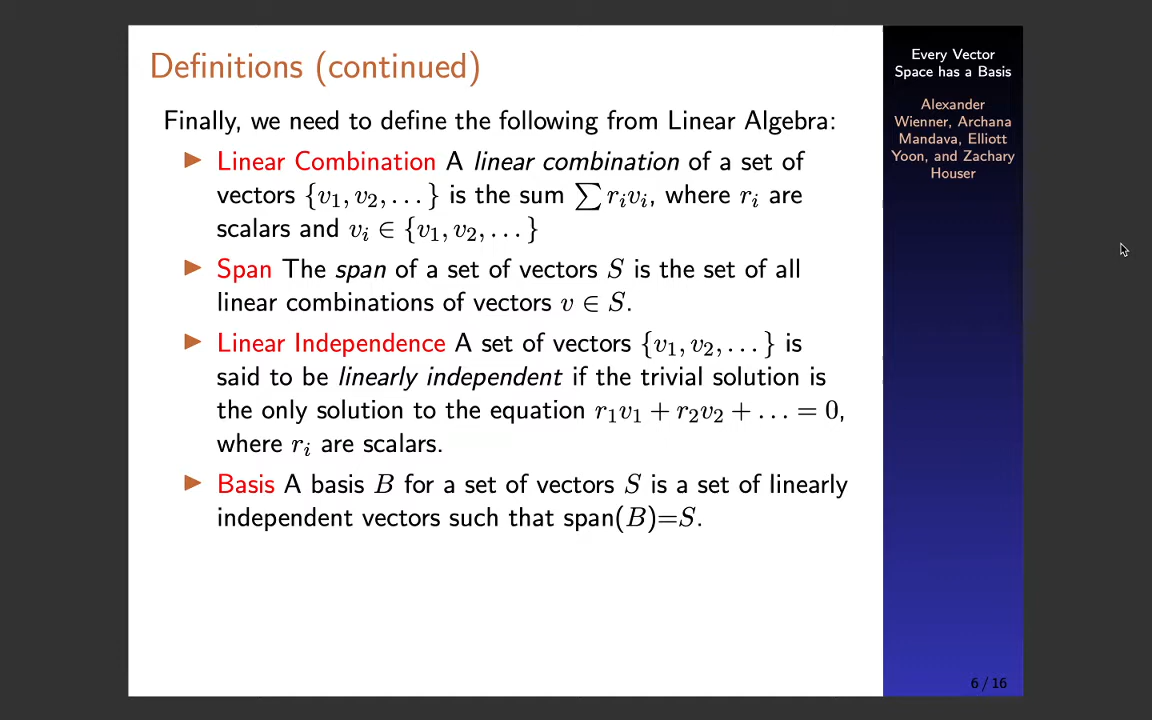 Definitions (continued)
Finally, we need to define the following from Linear Algebra:
▶ Linear Combination A linear combination of a set of
vectors {v₁, v₂, . . . } is the sum ∑ rᵢvᵢ, where rᵢ are
scalars and vᵢ ∈ {v₁, v₂, . . . }
▶ Span The span of a set of vectors S is the set of all
linear combinations of vectors v ∈ S.
▶ Linear Independence A set of vectors {v₁, v₂, . . . } is
said to be linearly independent if the trivial solution is
the only solution to the equation r₁v₁ + r₂v₂ + . . . = 0,
where rᵢ are scalars.
▶ Basis A basis B for a set of vectors S is a set of linearly
independent vectors such that span(B)=S.
Every Vector
Space has a Basis
Alexander
Wienner, Archana
Mandava, Elliott
Yoon, and Zachary
Houser
6 / 16